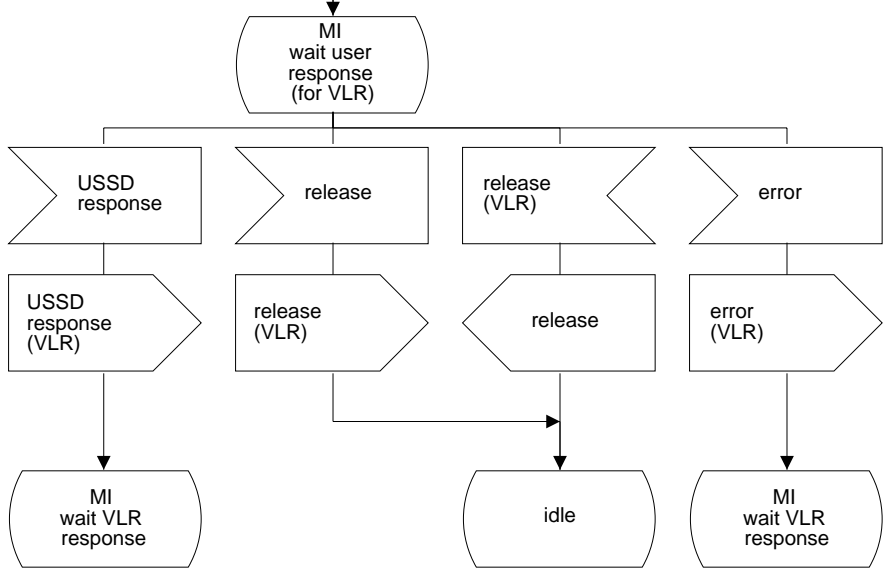 MI
wait user
response
(for VLR)
USSD
response
release
release
(VLR)
error
USSD
response
(VLR)
release
(VLR)
release
error
(VLR)
MI
wait VLR
response
idle
MI
wait VLR
response